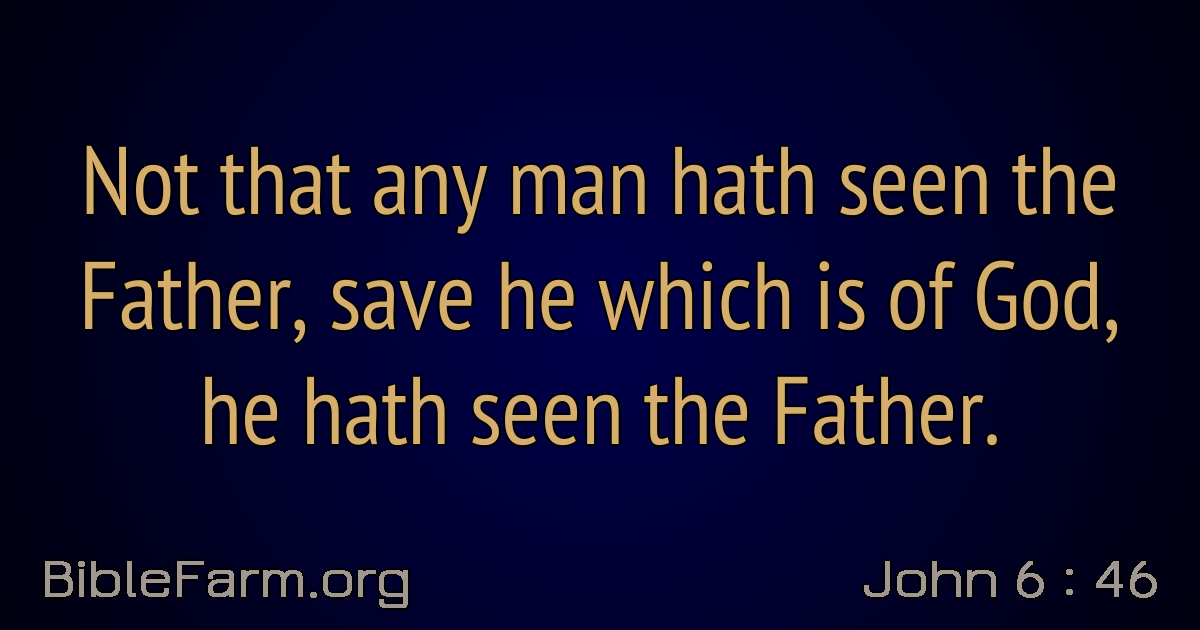 Not that any man hath seen the
Father, save he which is of God,
he hath seen the Father.
BibleFarm.org
John 6 : 46